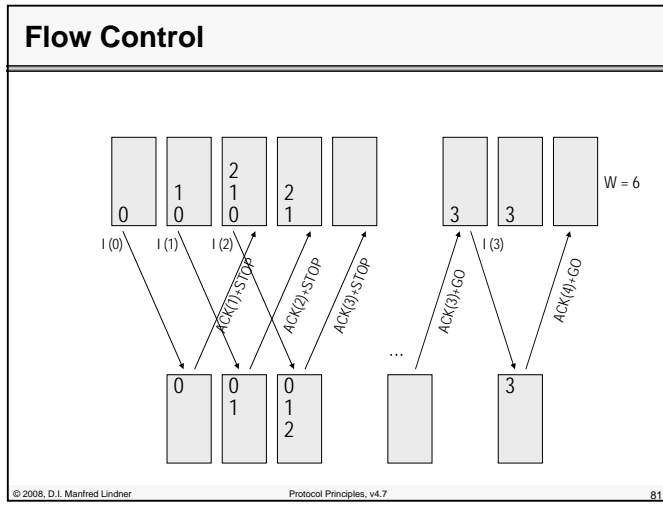 Flow Control
2
1 2 2
1 1
0 0 0 1 3 3
W = 6
I (0) I (1) I (2) I (3)
ACK(1)+STOP
ACK(2)+STOP
ACK(3)+STOP
ACK(3)+GO
ACK(4)+GO
...
0 0 0 3
1 1
2
© 2008, D.I. Manfred Lindner Protocol Principles, v4.7 81